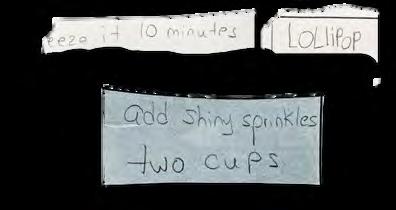 eeze it 10 minutes
LOLLiPOP
add shiny sprinkles
two cups